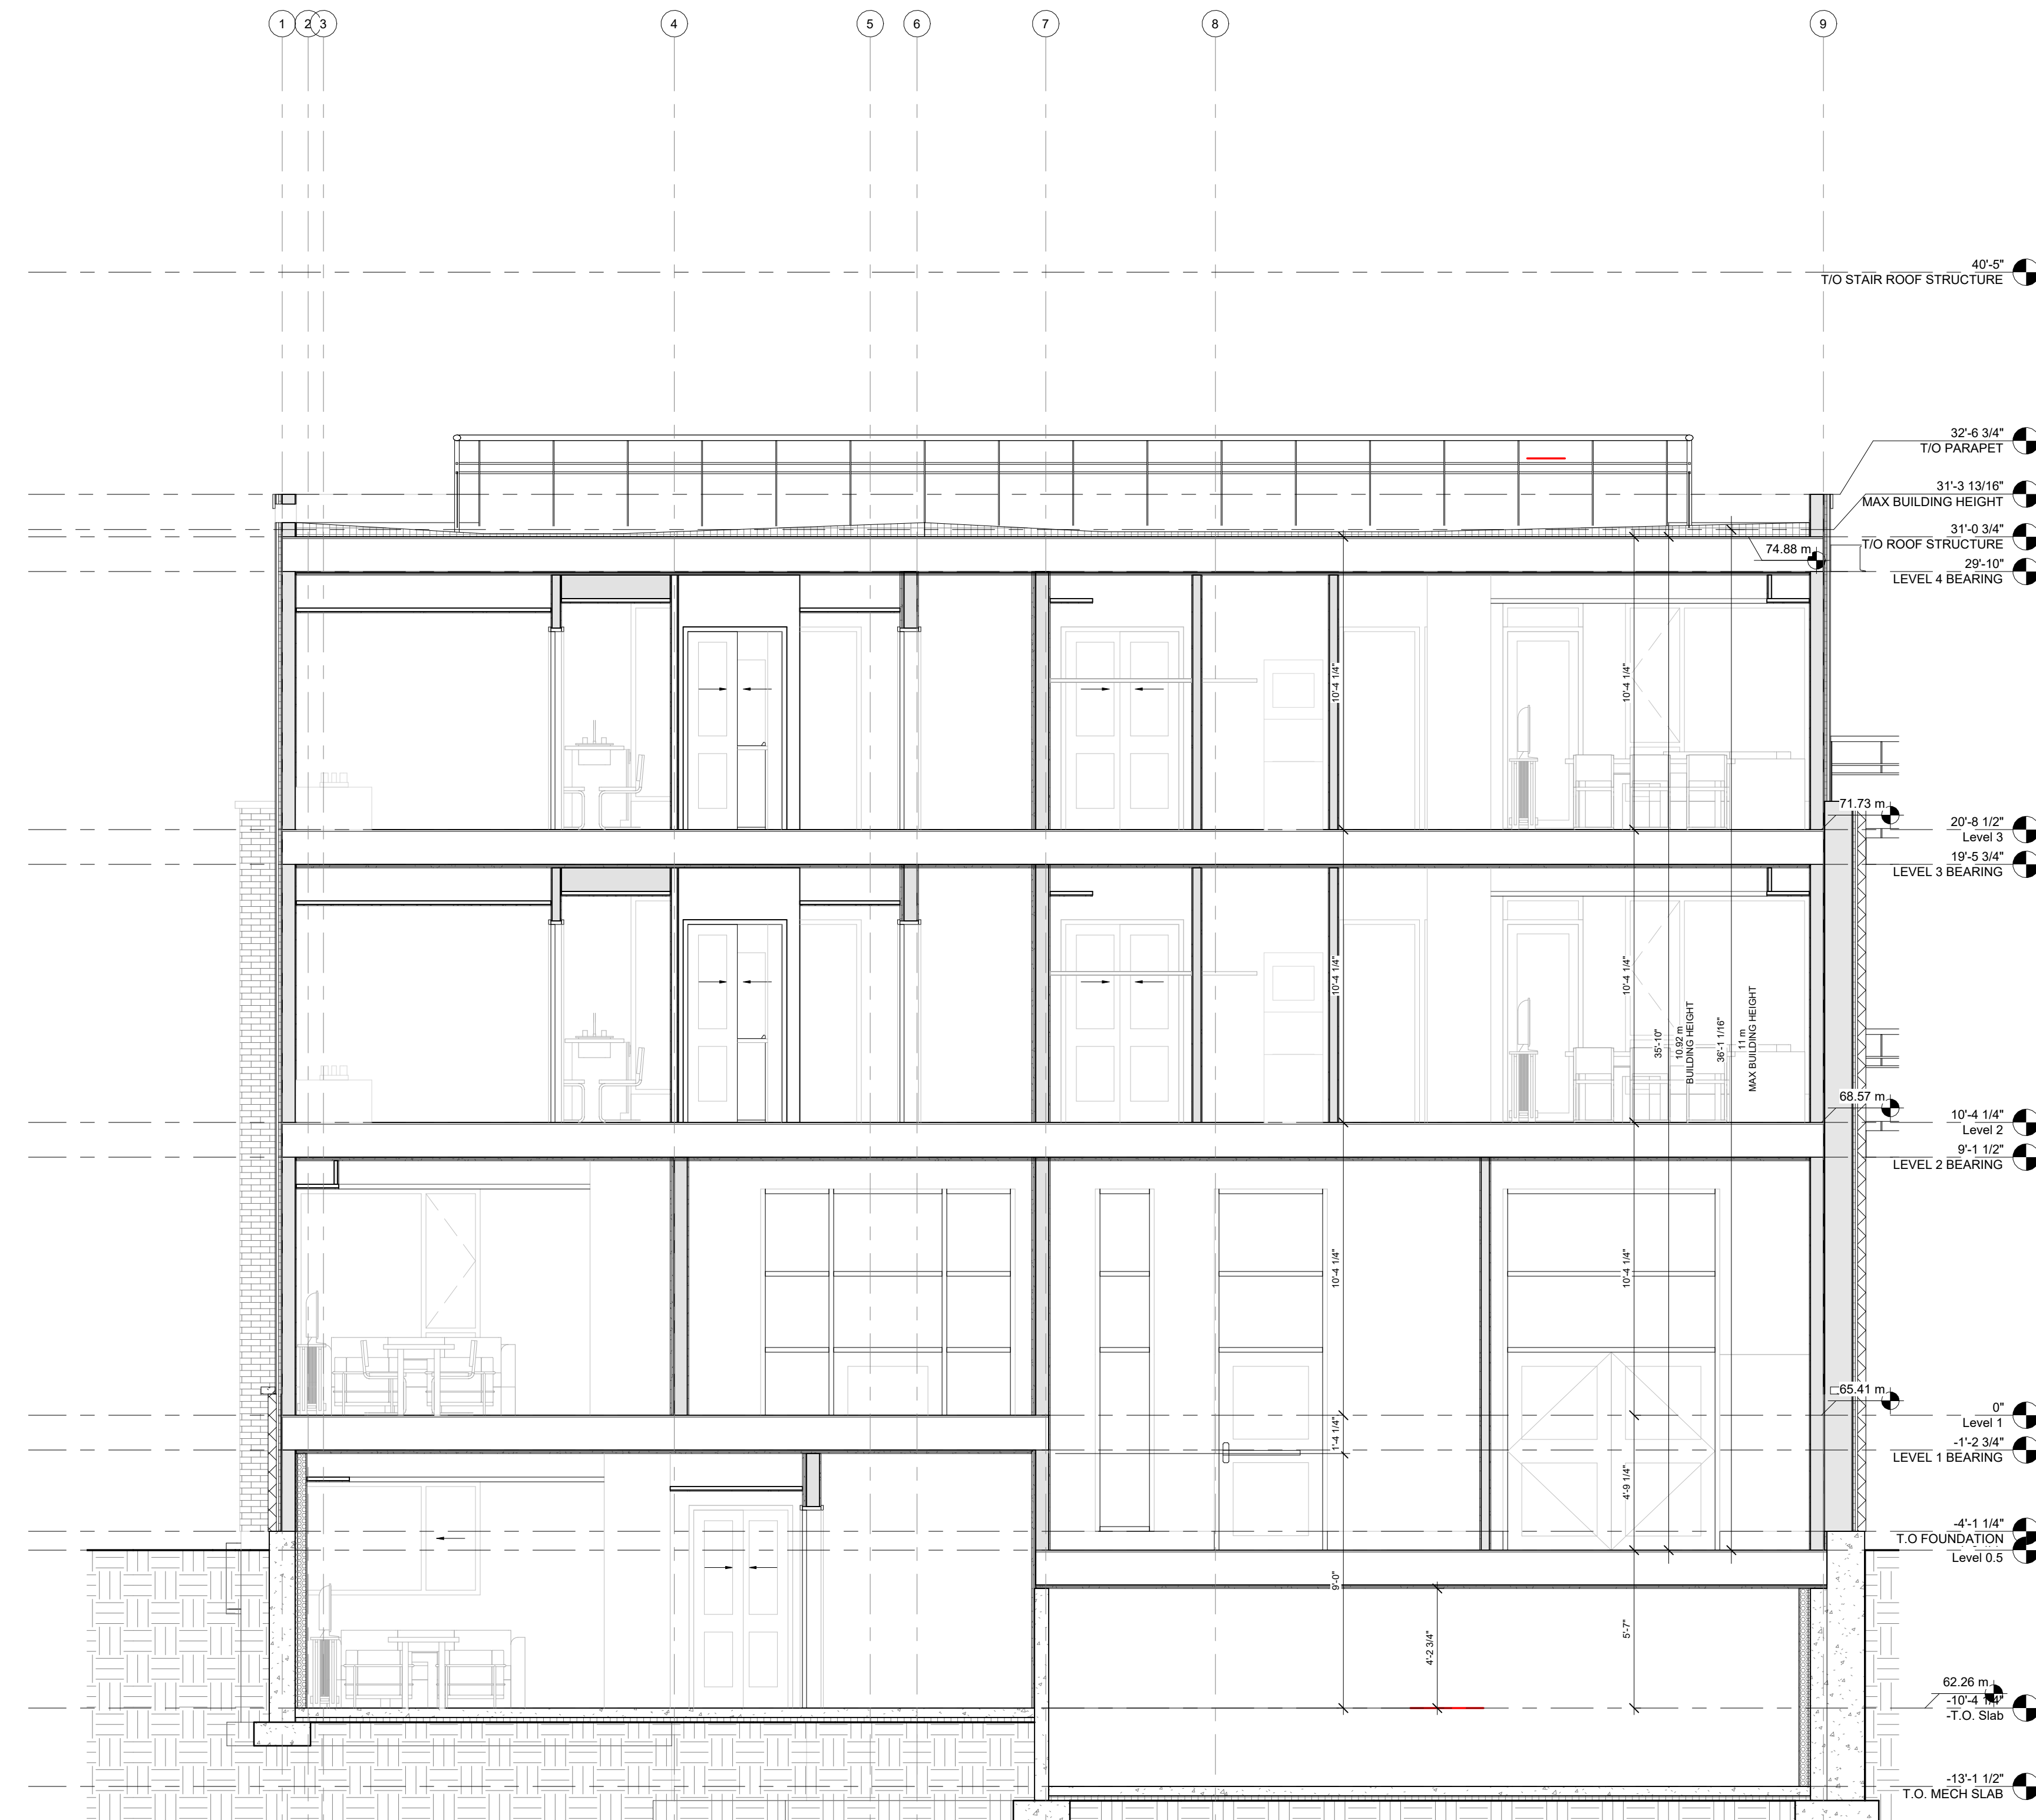 1
2
3
4
5
6
7
8
9
40'-5"
T/O STAIR ROOF STRUCTURE
32'-6 3/4"
T/O PARAPET
31'-3 13/16"
MAX BUILDING HEIGHT
31'-0 3/4"
T/O ROOF STRUCTURE
74.88 m
29'-10"
LEVEL 4 BEARING
10'-4 1/4"
10'-4 1/4"
71.73 m
20'-8 1/2"
Level 3
19'-5 3/4"
LEVEL 3 BEARING
10'-4 1/4"
10'-4 1/4"
35'-10"
10.92 m
BUILDING HEIGHT
36'-1 1/16"
11 m
MAX BUILDING HEIGHT
68.57 m
10'-4 1/4"
Level 2
9'-1 1/2"
LEVEL 2 BEARING
10'-4 1/4"
10'-4 1/4"
65.41 m
0"
Level 1
1'-4 1/4"
-1'-2 3/4"
LEVEL 1 BEARING
4'-9 1/4"
-4'-1 1/4"
T.O FOUNDATION
Level 0.5
9'-0"
4'-2 3/4"
5'-7"
62.26 m
-10'-4 1/4"
-T.O. Slab
-13'-1 1/2"
T.O. MECH SLAB